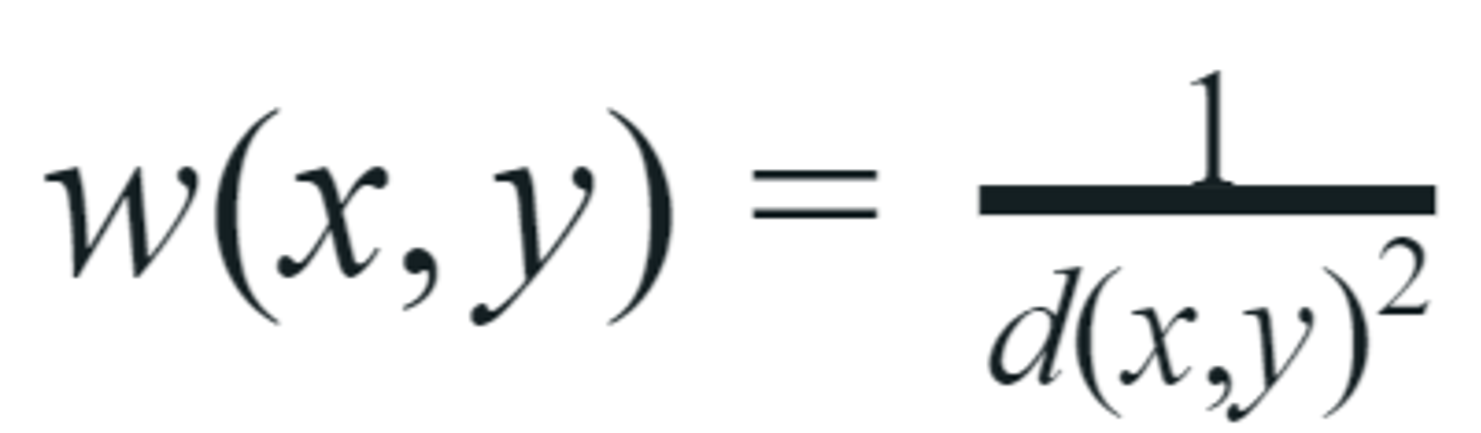 w(x, y) = 1 / d(x,y)²